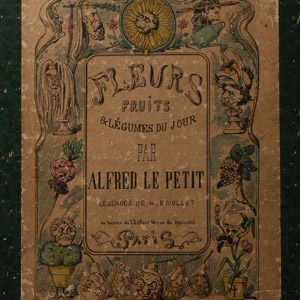 FLEURS
FRUITS
& LÉGUMES DU JOUR
PAR
ALFRED LE PETIT
LÉGENDES DE H. BRIOLLET
Paris